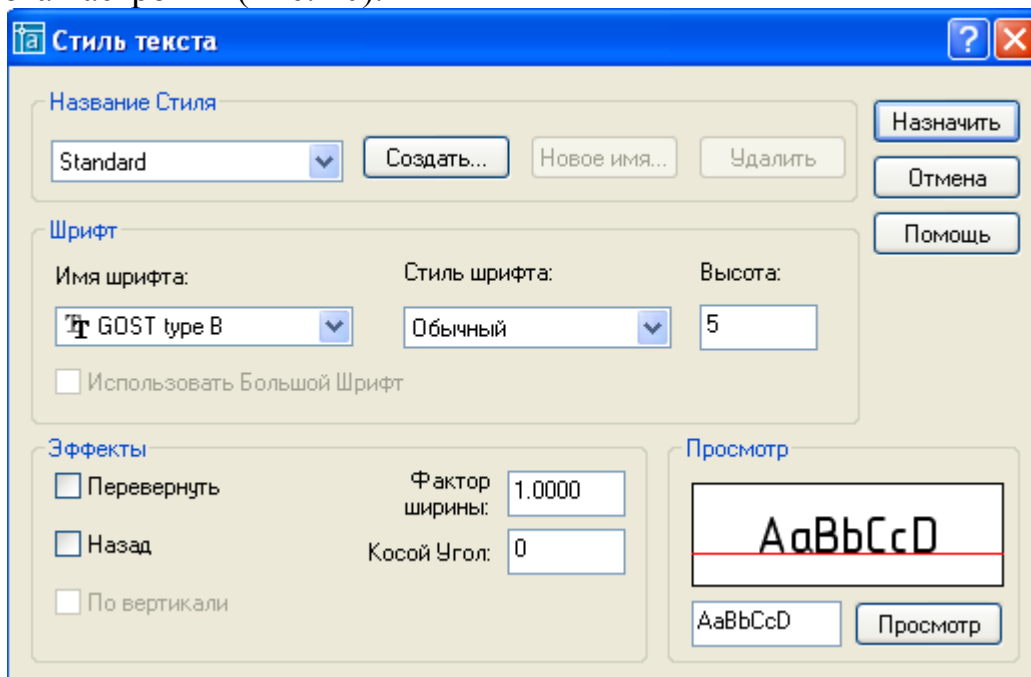 Стиль текста
Название Стиля
Standard
Создать...
Новое имя...
Удалить
Назначить
Отмена
Помощь
Шрифт
Имя шрифта:
Стиль шрифта:
Высота:
GOST type B
Обычный
5
Использовать Большой Шрифт
Эффекты
Перевернуть
Назад
По вертикали
Фактор
ширины:
1.0000
Косой Угол:
0
Просмотр
AaBbCcD
AaBbCcD
Просмотр